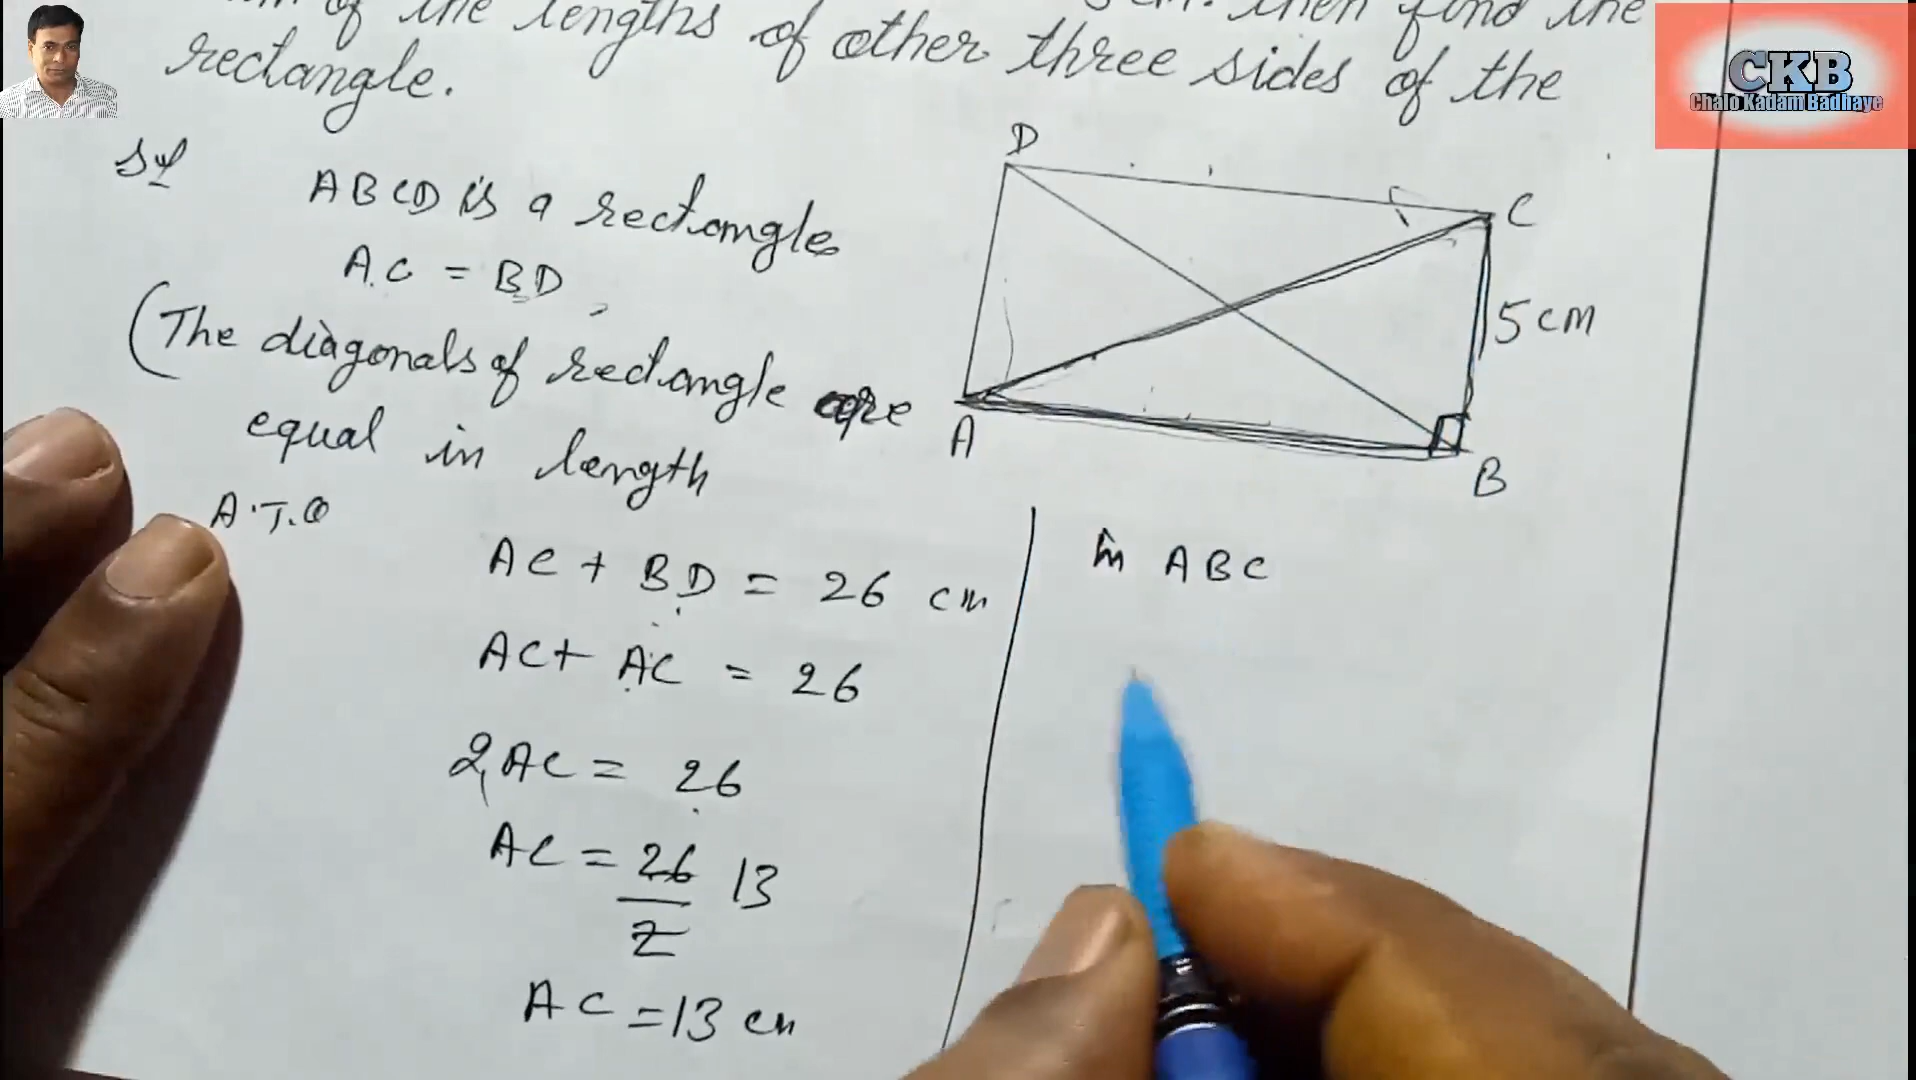 of the lengths of other three sides of the
rectangle.
CKB
Chalo Kadam Badhaye
ABCD is a rectangle
A.C = BD
(The diagonals of rectangle are
equal in length
A.T.Q
AC + BD = 26 cm
AC + AC = 26
2AC = 26
AC = 26/2 13
AC = 13 cm
D
C
5 cm
A
B
In ABC